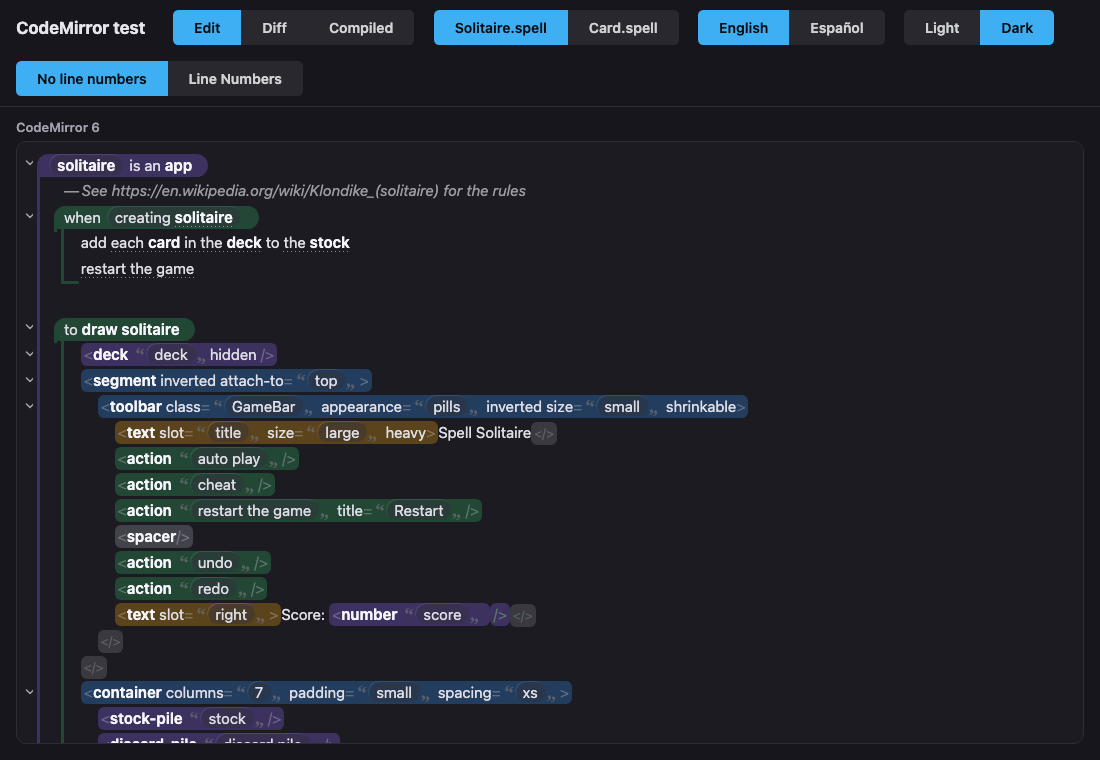 CodeMirror test Edit Diff Compiled Solitaire.spell Card.spell English Español Light Dark
No line numbers Line Numbers
CodeMirror 6
solitaire is an app
— See https://en.wikipedia.org/wiki/Klondike_(solitaire) for the rules
when creating solitaire
add each card in the deck to the stock
restart the game
to draw solitaire
<deck “ deck „ hidden />
<segment inverted attach-to= “ top „ >
<toolbar class= “ GameBar „ appearance= “ pills „ inverted size= “ small „ shrinkable>
<text slot= “ title „ size= “ large „ heavy>Spell Solitaire</>
<action “ auto play „ />
<action “ cheat „ />
<action “ restart the game „ title= “ Restart „ />
<spacer/>
<action “ undo „ />
<action “ redo „ />
<text slot= “ right „ >Score: <number “ score „ /></>
</>
</>
<container columns= “ 7 „ padding= “ small „ spacing= “ xs „ >
<stock-pile “ stock „ />
<discard-pile “ discard pile „ />